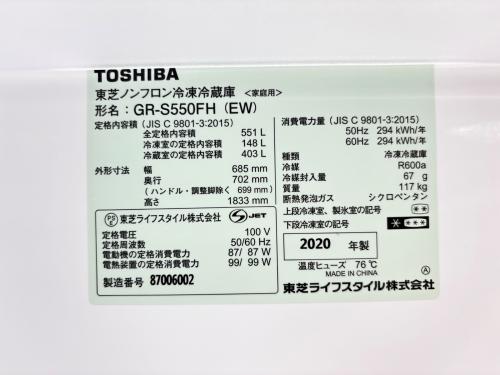 TOSHIBA
東芝ノンフロン冷凍冷蔵庫 <家庭用>
形名：GR-S550FH (EW)
定格内容積 (JIS C 9801-3:2015)
全定格内容積 551 L
冷凍室の定格内容積 148 L
冷蔵室の定格内容積 403 L
外形寸法 幅 685 mm
奥行 702 mm
(ハンドル・調整脚除く 699 mm)
高さ 1833 mm
PS E 東芝ライフスタイル株式会社 S JET
定格電圧 100 V
定格周波数 50/60 Hz
電動機の定格消費電力 87/ 87 W
電熱装置の定格消費電力 99/ 99 W
製造番号 87006002
消費電力量 (JIS C 9801-3:2015)
50Hz 294 kWh/年
60Hz 294 kWh/年
種類 冷凍冷蔵庫
冷媒 R600a
冷媒封入量 67 g
質量 117 kg
断熱発泡ガス シクロペンタン
上段冷凍室、製氷室の記号 **
下段冷凍室の記号 ****
2020 年製
温度ヒューズ 76℃
MADE IN CHINA Ⓐ
東芝ライフスタイル株式会社